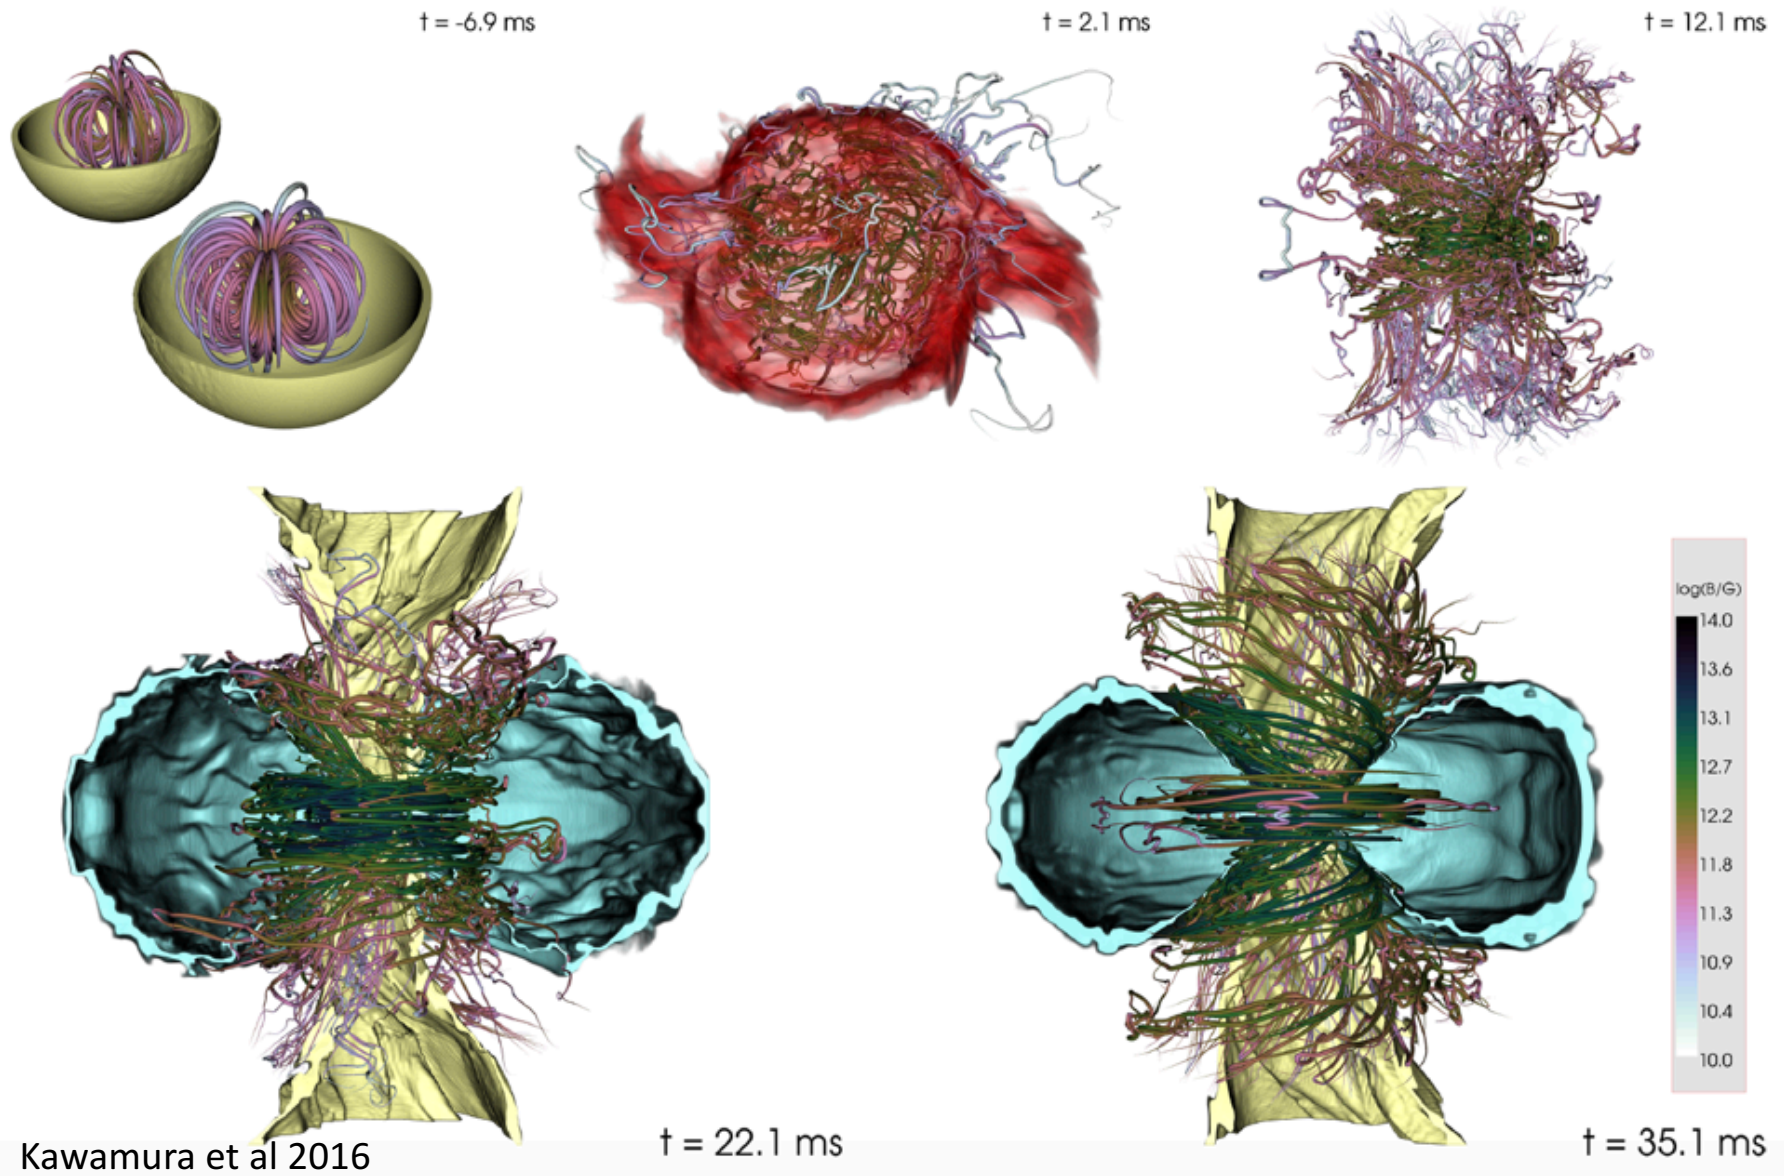 t = -6.9 ms
t = 2.1 ms
t = 12.1 ms
log(B/G)
14.0
13.6
13.1
12.7
12.2
11.8
11.3
10.9
10.4
10.0
t = 22.1 ms
t = 35.1 ms
Kawamura et al 2016